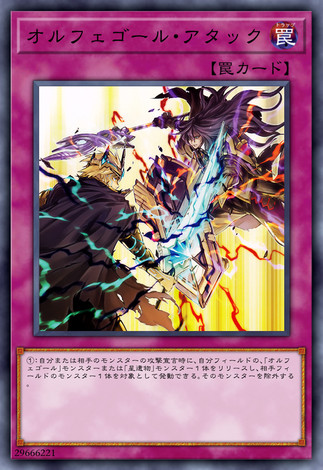 オルフェゴール・アタック
トラップ
罠
【罠カード】
①:自分または相手のモンスターの攻撃宣言時に、自分フィールドの、「オルフ
ェゴール」モンスターまたは「星遺物」モンスター1体をリリースし、相手フィ
ールドのモンスター1体を対象として発動できる。そのモンスターを除外する
。
29666221